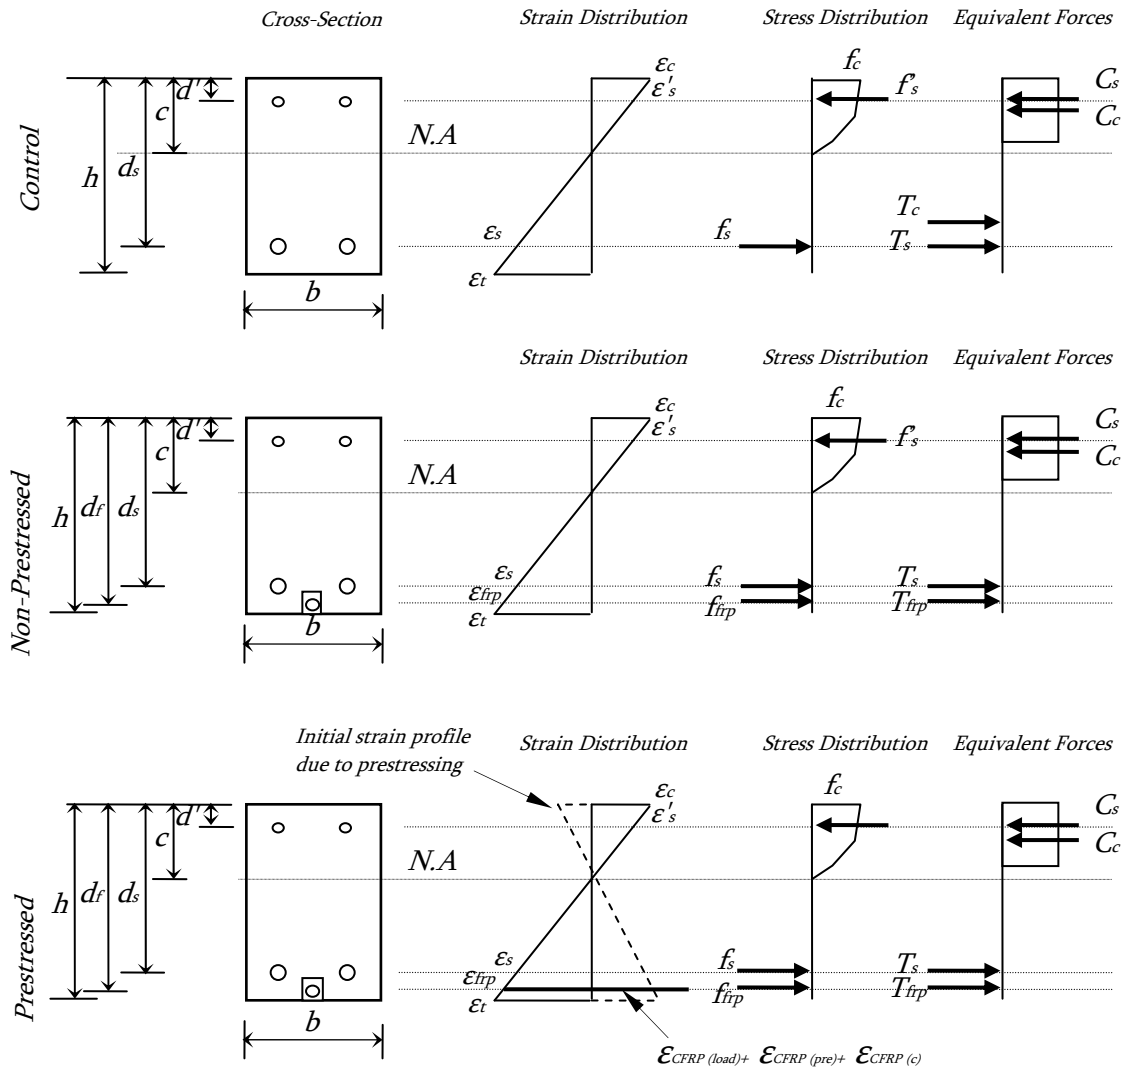 Cross-Section Strain Distribution Stress Distribution Equivalent Forces
Control
h
ds
c
d'
b
N.A
εc
ε's
εs
εt
fc
f's
fs
Cs
Cc
Tc
Ts
Strain Distribution Stress Distribution Equivalent Forces
Non-Prestressed
h
df
ds
c
d'
b
N.A
εc
ε's
εs
εfrp
εt
fc
f's
fs
ffrp
Cs
Cc
Ts
Tfrp
Initial strain profile
due to prestressing
Strain Distribution Stress Distribution Equivalent Forces
Prestressed
h
df
ds
c
d'
b
N.A
εc
ε's
εs
εfrp
εt
fc
fs
ffrp
Cs
Cc
Ts
Tfrp
εCFRP (load)+ εCFRP (pre)+ εCFRP (c)